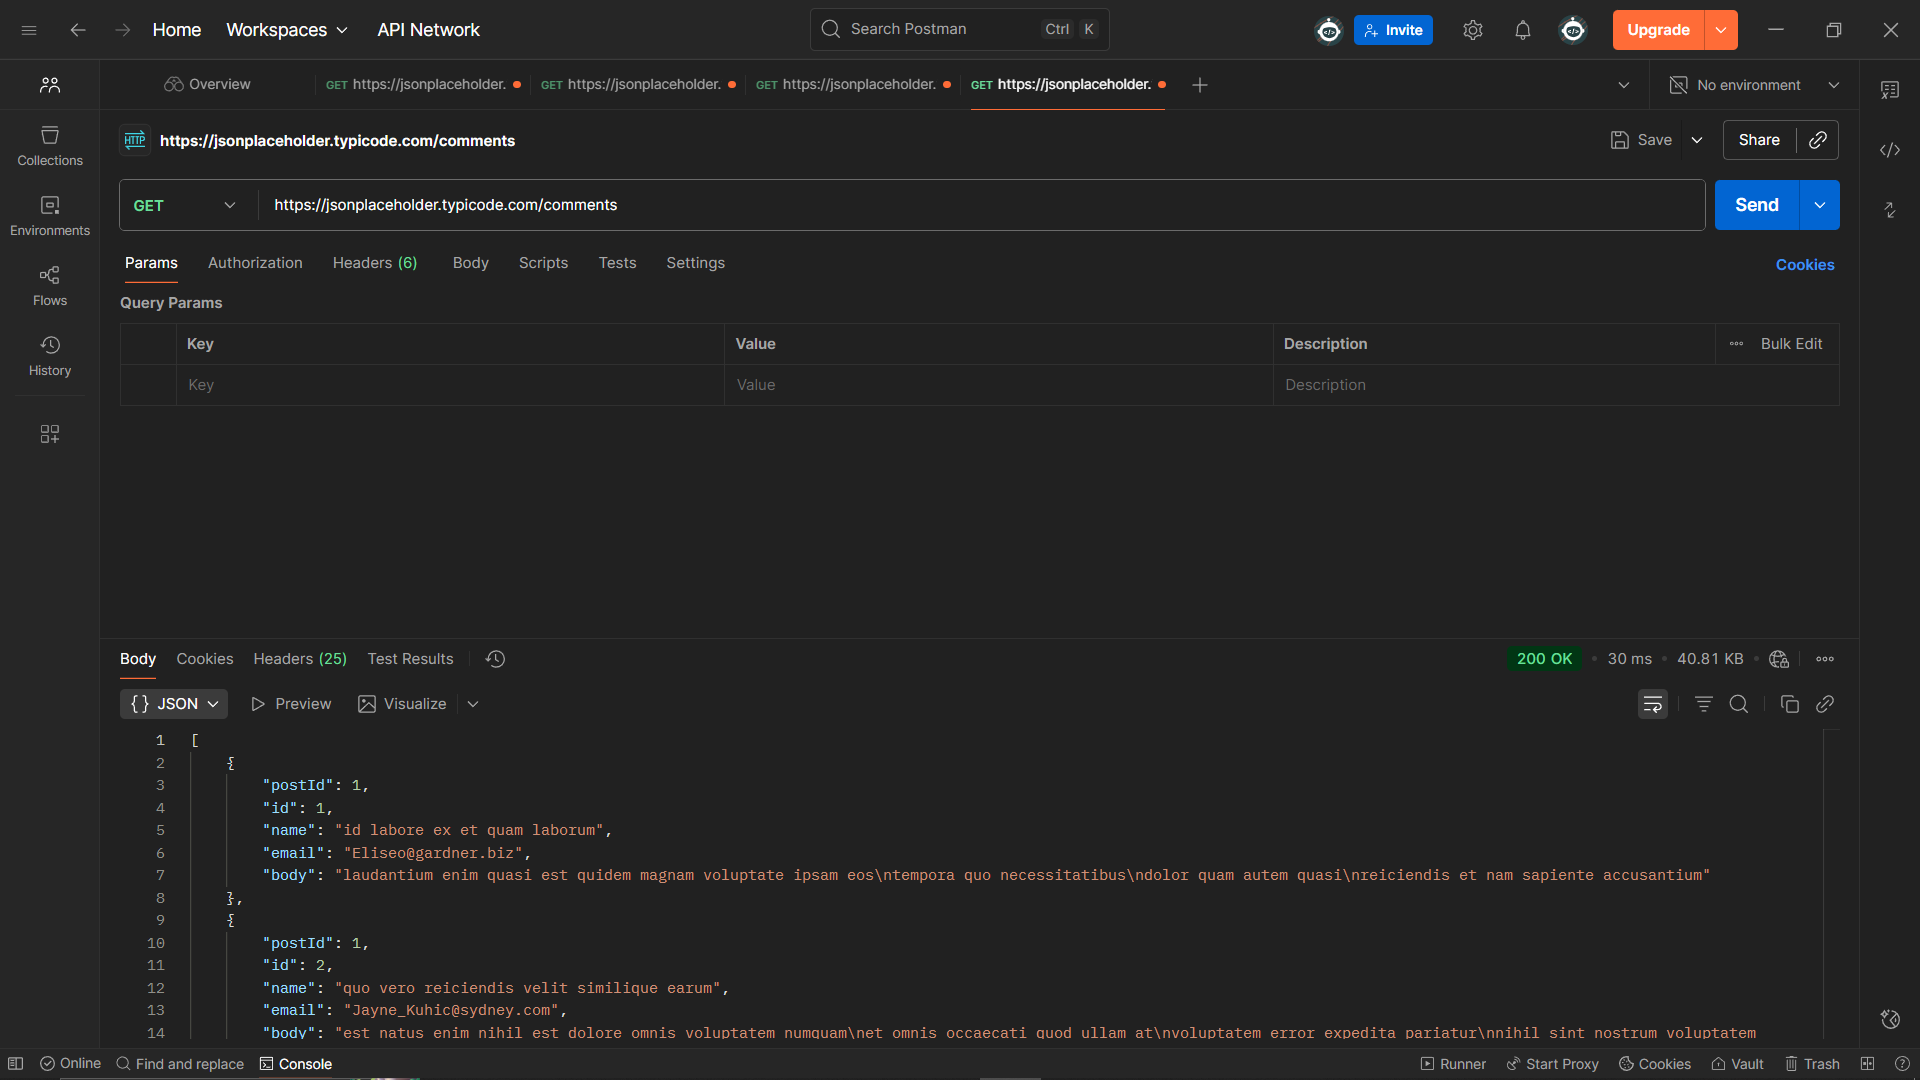 Home Workspaces API Network Search Postman Ctrl K Invite Upgrade
Overview GET https://jsonplaceholder. GET https://jsonplaceholder. GET https://jsonplaceholder. GET https://jsonplaceholder. No environment
HTTP https://jsonplaceholder.typicode.com/comments Save Share
GET https://jsonplaceholder.typicode.com/comments Send
Collections
Environments
Flows
History
Params Authorization Headers (6) Body Scripts Tests Settings Cookies
Query Params
Key Value Description Bulk Edit
Key Value Description
Body Cookies Headers (25) Test Results 200 OK 30 ms 40.81 KB
{} JSON Preview Visualize
1 [
2 {
3 "postId": 1,
4 "id": 1,
5 "name": "id labore ex et quam laborum",
6 "email": "Eliseo@gardner.biz",
7 "body": "laudantium enim quasi est quidem magnam voluptate ipsam eos\ntempora quo necessitatibus\ndolor quam autem quasi\nreiciendis et nam sapiente accusantium"
8 },
9 {
10 "postId": 1,
11 "id": 2,
12 "name": "quo vero reiciendis velit similique earum",
13 "email": "Jayne_Kuhic@sydney.com",
14 "body": "est natus enim nihil est dolore omnis voluptatem numquam\net omnis occaecati quod ullam at\nvoluptatem error expedita pariatur\nnihil sint nostrum voluptatem
Online Find and replace Console Runner Start Proxy Cookies Vault Trash